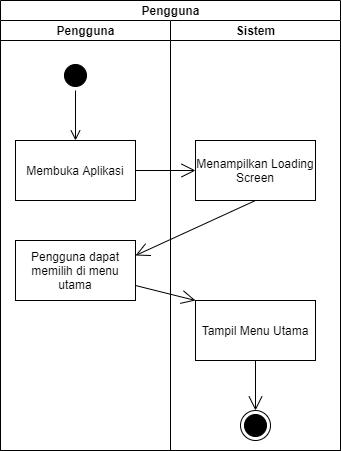 Pengguna
Pengguna
Sistem
Membuka Aplikasi
Menampilkan Loading
Screen
Pengguna dapat
memilih di menu
utama
Tampil Menu Utama